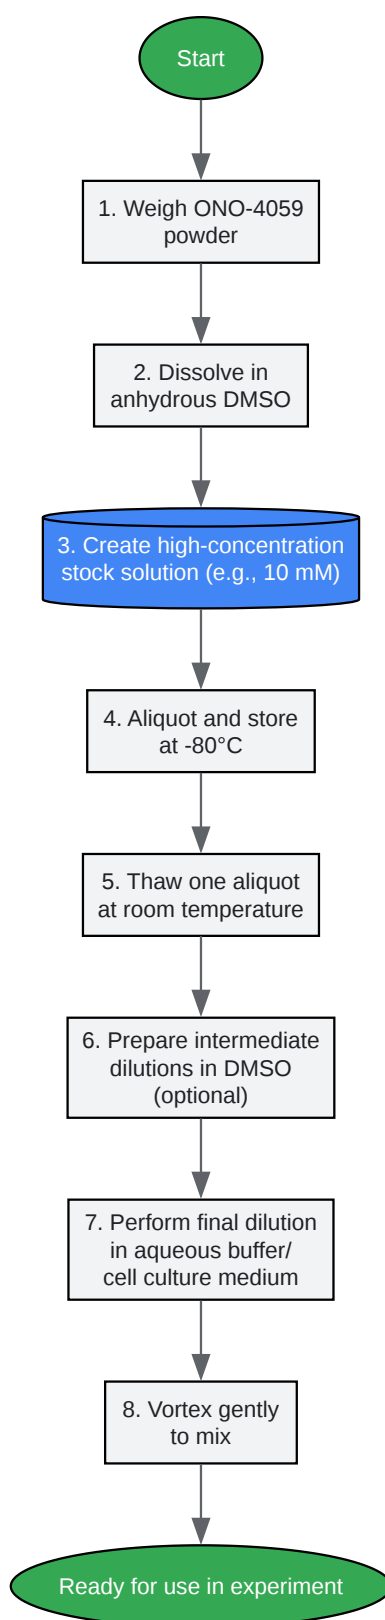 Start
1. Weigh ONO-4059
powder
2. Dissolve in
anhydrous DMSO
3. Create high-concentration
stock solution (e.g., 10 mM)
4. Aliquot and store
at -80°C
5. Thaw one aliquot
at room temperature
6. Prepare intermediate
dilutions in DMSO
(optional)
7. Perform final dilution
in aqueous buffer/
cell culture medium
8. Vortex gently
to mix
Ready for use in experiment